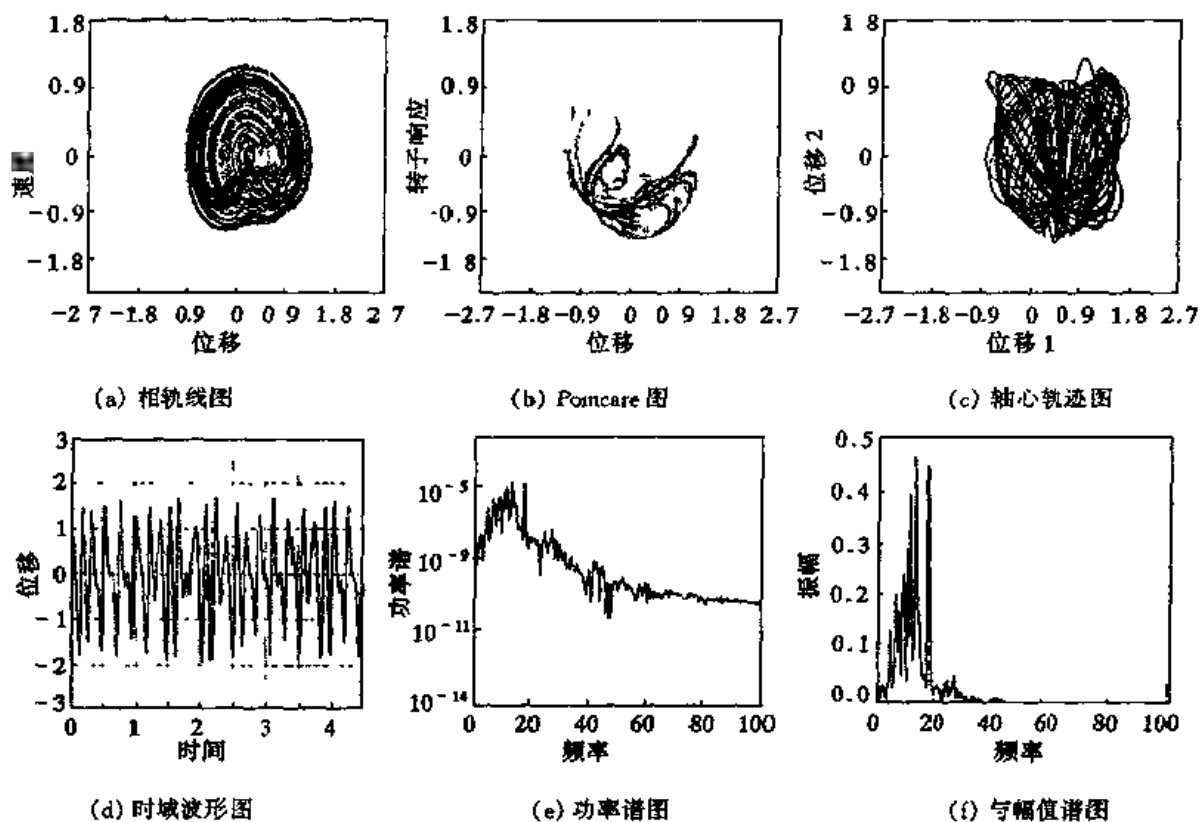 1.8
0.9
0
-0.9
-1.8
速
-2 7 -1.8 0.9 0 0 9 1.8 2 7
位移
(a) 相轨线图
1.8
0.9
0
-0.9
-1 8
转子响应
-2.7 -1.8 -0.9 0 0 9 1.8 2.7
位移
(b) Pomcare 图
1 8
0 9
0
-0.9
-1.8
位移 2
-2.7 -1.8 -0.9 0 0.9 1.8 2.7
位移 1
(c) 轴心轨迹图
3
2
1
0
-1
-2
-3
位移
0 1 2 3 4
时间
(d) 时域波形图
10-5
10-9
10-11
10-14
功率谱
0 20 40 60 80 100
频率
(e) 功率谱图
0.5
0.4
0.3
0.2
0.1
0.0
振幅
0 20 40 60 80 100
频率
(f) 与幅值谱图